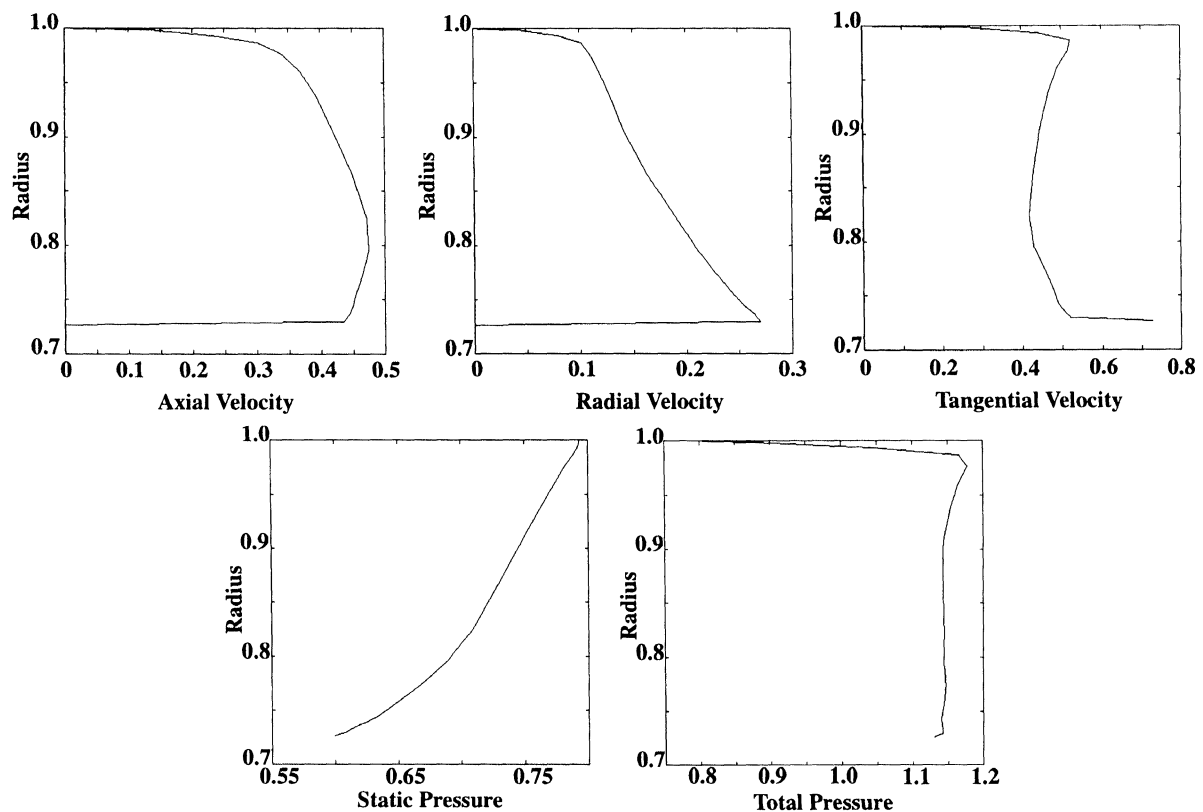 1.0
0.9
0.8
0.7
Radius
0 0.1 0.2 0.3 0.4 0.5
Axial Velocity
1.0
0.9
0.8
0.7
Radius
0 0.1 0.2 0.3
Radial Velocity
1.0
0.9
0.8
0.7
Radius
0 0.2 0.4 0.6 0.8
Tangential Velocity
1.0
0.9
0.8
0.7
Radius
0.55 0.65 0.75
Static Pressure
1.0
0.9
0.8
0.7
Radius
0.8 0.9 1.0 1.1 1.2
Total Pressure